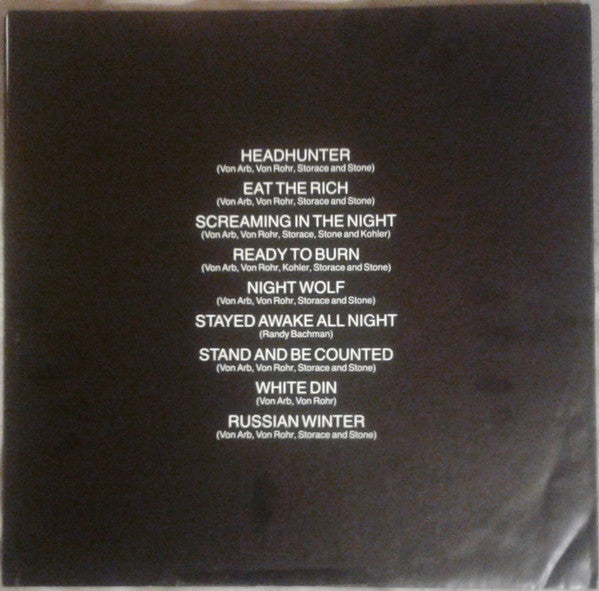 HEADHUNTER
(Von Arb, Von Rohr, Storace and Stone)
EAT THE RICH
(Von Arb, Von Rohr, Storace and Stone)
SCREAMING IN THE NIGHT
(Von Arb, Von Rohr, Storace, Stone and Kohler)
READY TO BURN
(Von Arb, Von Rohr, Kohler, Storace and Stone)
NIGHT WOLF
(Von Arb, Von Rohr, Storace and Stone)
STAYED AWAKE ALL NIGHT
(Randy Bachman)
STAND AND BE COUNTED
(Von Arb, Von Rohr, Storace and Stone)
WHITE DIN
(Von Arb, Von Rohr)
RUSSIAN WINTER
(Von Arb, Von Rohr, Storace and Stone)